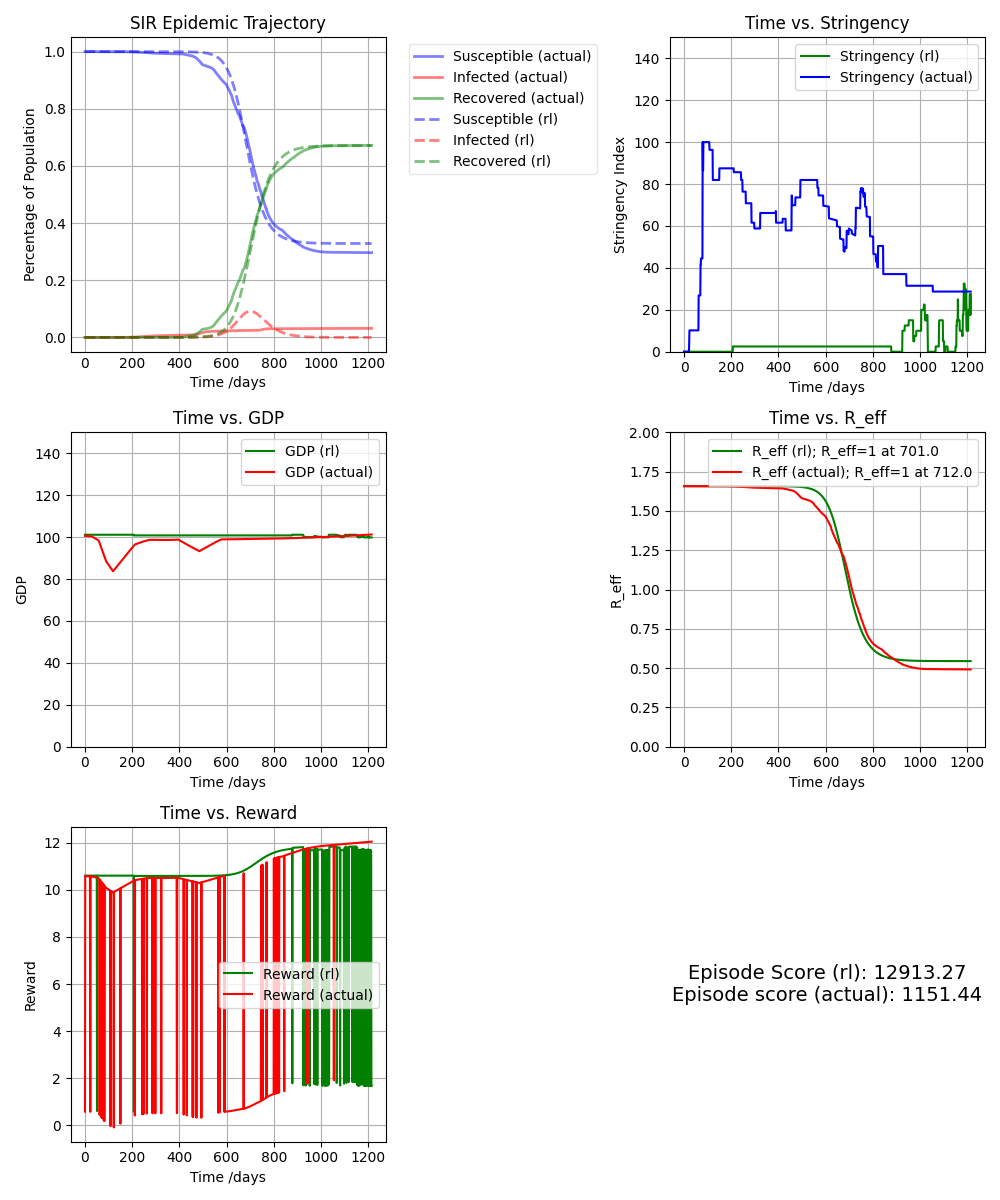 SIR Epidemic Trajectory
1.0
0.8
0.6
0.4
0.2
0.0
Percentage of Population
0 200 400 600 800 1000 1200
Time /days
Susceptible (actual)
Infected (actual)
Recovered (actual)
Susceptible (rl)
Infected (rl)
Recovered (rl)
Time vs. Stringency
140
120
100
80
60
40
20
0
Stringency Index
Stringency (rl)
Stringency (actual)
0 200 400 600 800 1000 1200
Time /days
Time vs. GDP
140
120
100
80
60
40
20
0
GDP
GDP (rl)
GDP (actual)
0 200 400 600 800 1000 1200
Time /days
Time vs. R_eff
2.00
1.75
1.50
1.25
1.00
0.75
0.50
0.25
0.00
R_eff
R_eff (rl); R_eff=1 at 701.0
R_eff (actual); R_eff=1 at 712.0
0 200 400 600 800 1000 1200
Time /days
Time vs. Reward
12
10
8
6
4
2
0
Reward
Reward (rl)
Reward (actual)
0 200 400 600 800 1000 1200
Time /days
Episode Score (rl): 12913.27
Episode score (actual): 1151.44